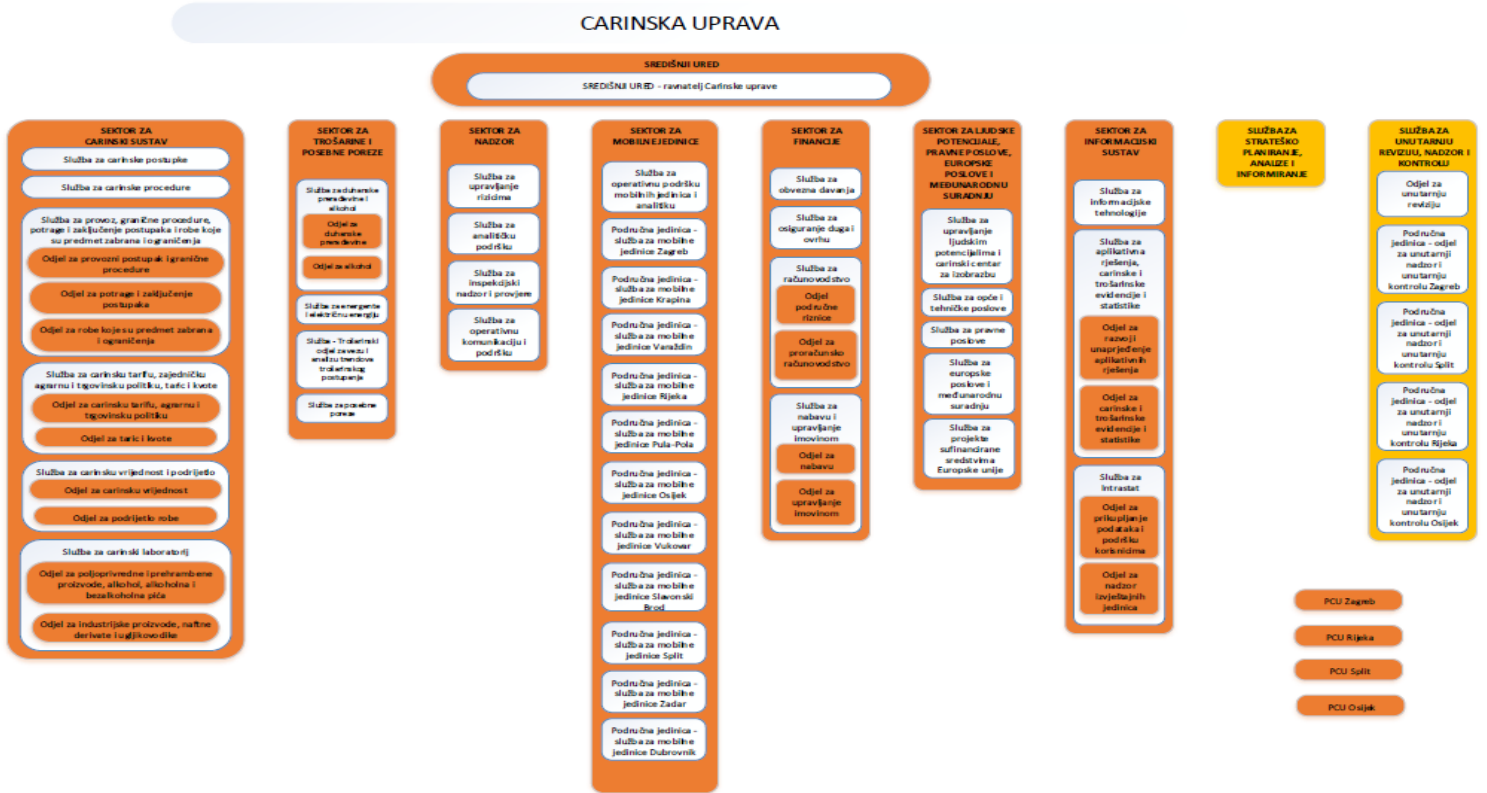 CARINSKA UPRAVA
SREDIŠNJI URED
SREDIŠNJI URED - ravnatelj Carinske uprave
SEKTOR ZA
CARINSKI SUSTAV
Služba za carinske postupke
Služba za carinske procedure
Služba za provoz, granične procedure,
potrage i zaključenje postupaka i robe koje
su predmet zabrana i ograničenja
Odjel za provozni postupak i granične
procedure
Odjel za potrage i zaključenje
postupaka
Odjel za robe koje su predmet zabrana
i ograničenja
Služba za carinsku tarifu, zajedničku
agrarnu i trgovinsku politiku, taric i kvote
Odjel za carinsku tarifu, agrarnu i
trgovinsku politiku
Odjel za taric i kvote
Služba za carinsku vrijednost i podrijetlo
Odjel za carinsku vrijednost
Odjel za podrijetlo robe
Služba za carinski laboratorij
Odjel za poljoprivredne i prehrambene
proizvode, alkohol, alkoholna i
bezalkoholna pića
Odjel za industrijske proizvode, naftne
derivate i ugljikovodike
SEKTOR ZA
TROŠARINE I
POSEBNE POREZE
Služba za duhanske
prerađevine i
alkohol
Odjel za
duhanske
prerađevine
Odjel za alkohol
Služba za energente
i električnu energiju
Služba - Trošarinski
odjel za vezu i
analizu trendova
trošarinskog
postupanja
Služba za posebne
poreze
SEKTOR ZA
NADZOR
Služba za
upravljanje
rizicima
Služba za
analitičku
podršku
Služba za
inspekcijski
nadzor i provjere
Služba za
operativnu
komunikaciju i
podršku
SEKTOR ZA
MOBILNE JEDINICE
Služba za
operativnu podršku
mobilnih jedinica i
analitiku
Područna jedinica -
služba za mobilne
jedinice Zagreb
Područna jedinica -
služba za mobilne
jedinice Krapina
Područna jedinica -
služba za mobilne
jedinice Varaždin
Područna jedinica -
služba za mobilne
jedinice Rijeka
Područna jedinica -
služba za mobilne
jedinice Pula-Pola
Područna jedinica -
služba za mobilne
jedinice Osijek
Područna jedinica -
služba za mobilne
jedinice Vukovar
Područna jedinica -
služba za mobilne
jedinice Slavonski
Brod
Područna jedinica -
služba za mobilne
jedinice Split
Područna jedinica -
služba za mobilne
jedinice Zadar
Područna jedinica -
služba za mobilne
jedinice Dubrovnik
SEKTOR ZA
FINANCIJE
Služba za
obvezna davanja
Služba za
osiguranje duga i
ovrhu
Služba za
računovodstvo
Odjel
područne
riznice
Odjel za
proračunsko
računovodstvo
Služba za
nabavu i
upravljanje
imovinom
Odjel za
nabavu
Odjel za
upravljanje
imovinom
SEKTOR ZA LJUDSKE
POTENCIJALE,
PRAVNE POSLOVE,
EUROPSKE
POSLOVE I
MEĐUNARODNU
SURADNJU
Služba za
upravljanje
ljudskim
potencijalima i
carinski centar
za izobrazbu
Služba za opće i
tehničke poslove
Služba za pravne
poslove
Služba za
europske
poslove i
međunarodnu
suradnju
Služba za
projekte
sufinancirane
sredstvima
Europske unije
SEKTOR ZA
INFORMACIJSKI
SUSTAV
Služba za
informacijske
tehnologije
Služba za
aplikativna
rješenja,
carinske i
trošarinske
evidencije i
statistike
Odjel za
razvoj i
unaprjeđenje
aplikativnih
rješenja
Odjel za
carinske i
trošarinske
evidencije i
statistike
Služba za
Intrastat
Odjel za
prikupljanje
podataka i
podršku
korisnicima
Odjel za
nadzor
izvještajnih
jedinica
SLUŽBA ZA
STRATEŠKO
PLANIRANJE,
ANALIZE I
INFORMIRANJE
SLUŽBA ZA
UNUTARNJU
REVIZIJU, NADZOR I
KONTROLU
Odjel za
unutarnju
reviziju
Područna
jedinica - odjel
za unutarnji
nadzor i
unutarnju
kontrolu Zagreb
Područna
jedinica - odjel
za unutarnji
nadzor i
unutarnju
kontrolu Split
Područna
jedinica - odjel
za unutarnji
nadzor i
unutarnju
kontrolu Rijeka
Područna
jedinica - odjel
za unutarnji
nadzor i
unutarnju
kontrolu Osijek
PCU Zagreb
PCU Rijeka
PCU Split
PCU Osijek